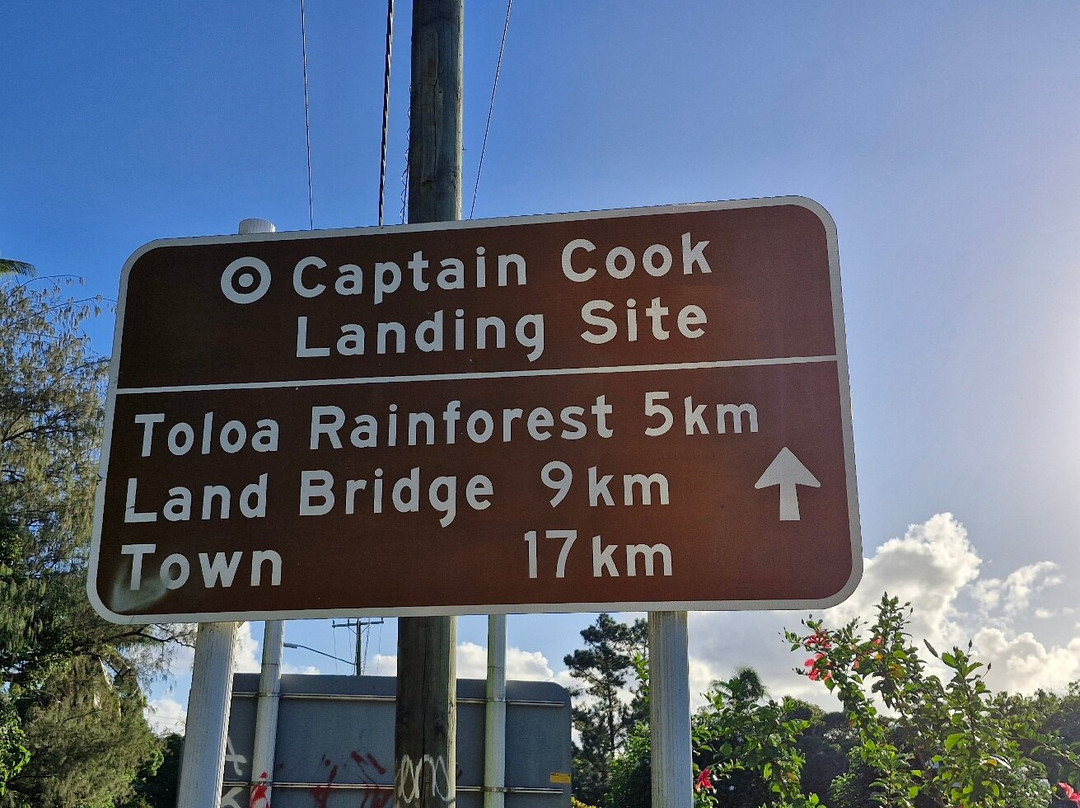 Captain Cook
Landing Site
Toloa Rainforest 5km
Land Bridge 9km
Town 17km